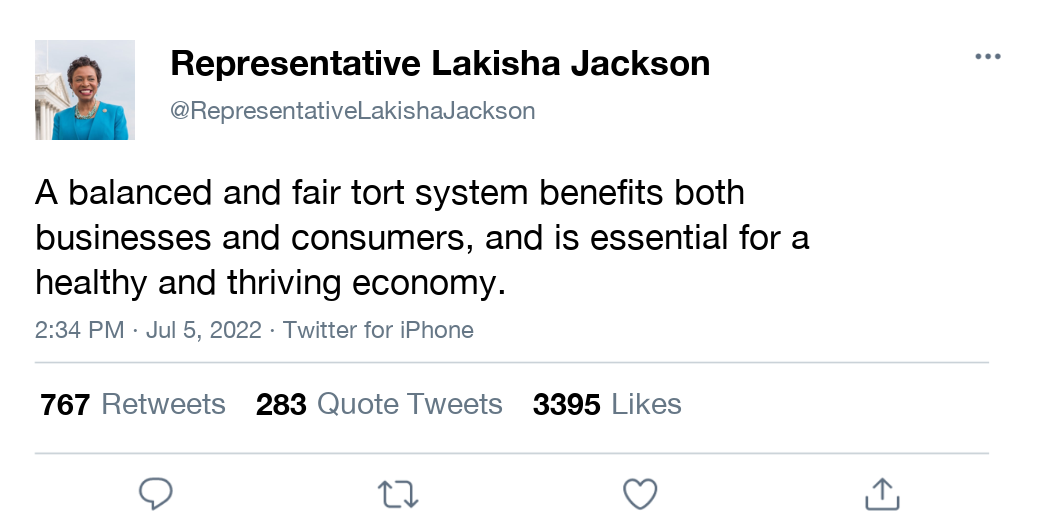 Representative Lakisha Jackson
@RepresentativeLakishaJackson
A balanced and fair tort system benefits both
businesses and consumers, and is essential for a
healthy and thriving economy.
2:34 PM · Jul 5, 2022 · Twitter for iPhone
767 Retweets 283 Quote Tweets 3395 Likes